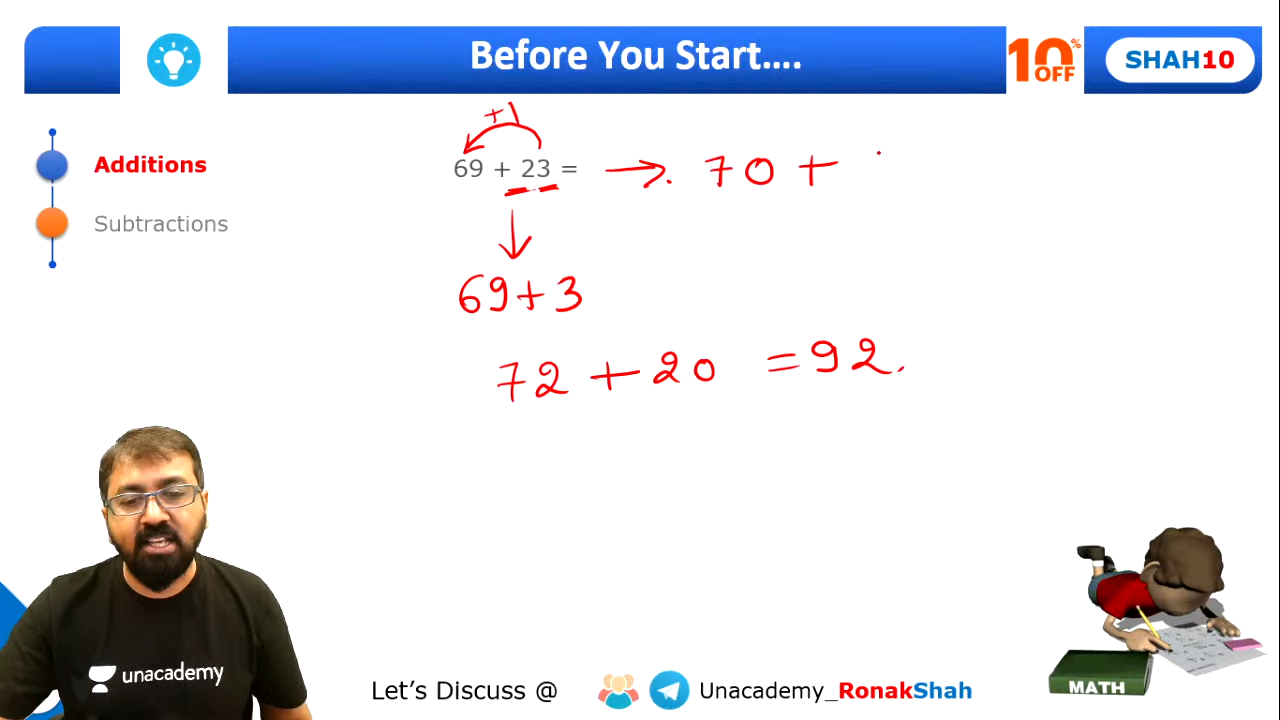 Before You Start....
10% OFF
SHAH10
Additions
Subtractions
+1
69 + 23 = → 70 +
↓
69+3
72 + 20 = 92.
unacademy
MATH
Let's Discuss @ Unacademy_RonakShah